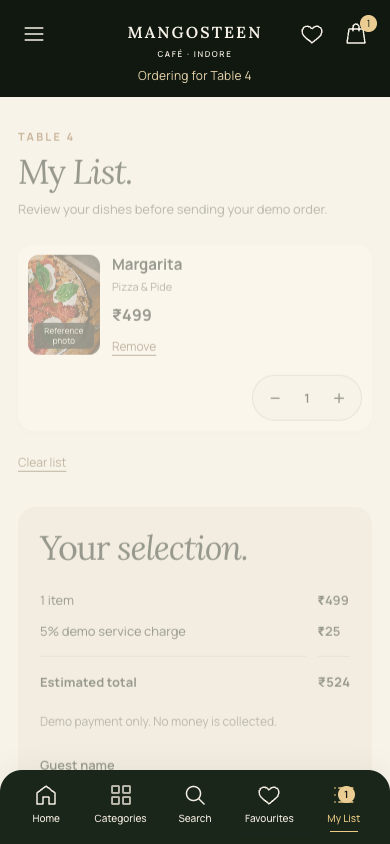 MANGOSTEEN
CAFÉ · INDORE
Ordering for Table 4
1
TABLE 4
My List.
Review your dishes before sending your demo order.
Margarita
Pizza & Pide
₹499
Reference
photo
Remove
− 1 +
Clear list
Your selection.
1 item ₹499
5% demo service charge ₹25
Estimated total ₹524
Demo payment only. No money is collected.
Guest name
1
Home Categories Search Favourites My List